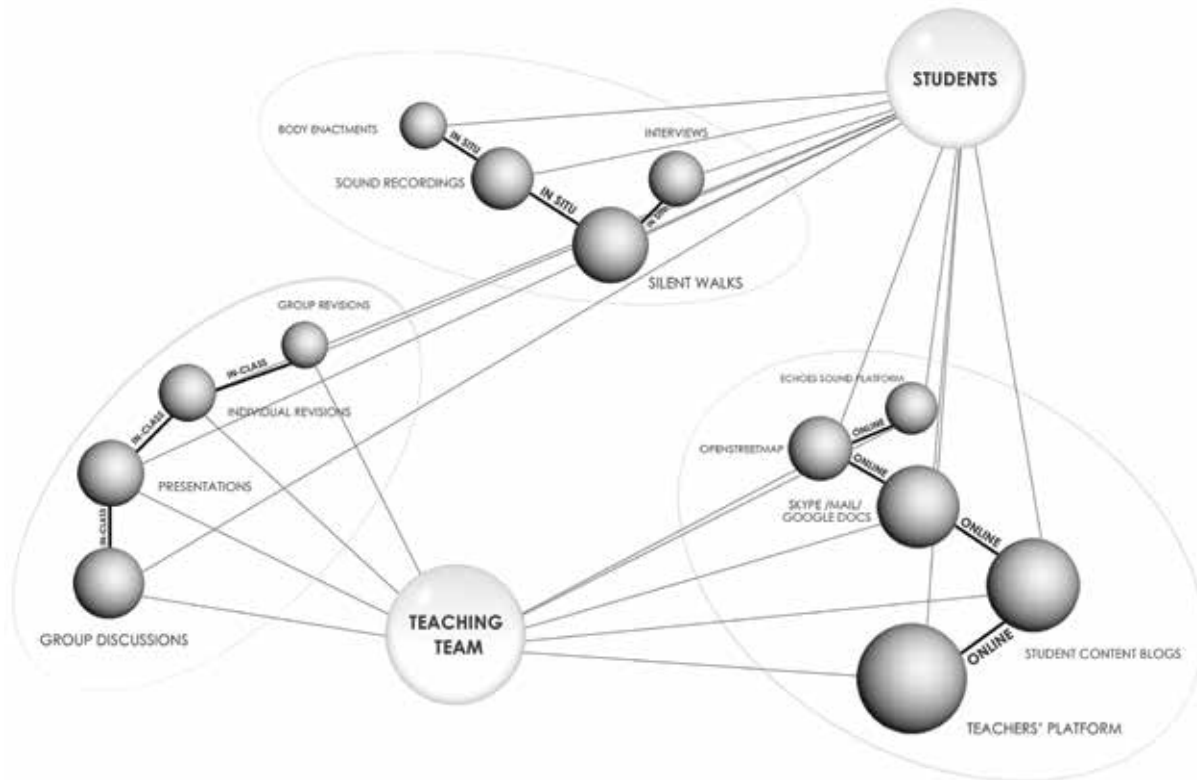 STUDENTS
BODY ENACTMENTS
IN SITU
INTERVIEWS
SOUND RECORDINGS
IN SITU
IN SITU
SILENT WALKS
GROUP REVISIONS
IN-CLASS
INDIVIDUAL REVISIONS
IN-CLASS
PRESENTATIONS
IN-CLASS
GROUP DISCUSSIONS
TEACHING
TEAM
ECHOES SOUND PLATFORM
ONLINE
OPENSTREETMAP
ONLINE
SKYPE /MAIL/
GOOGLE DOCS
ONLINE
STUDENT CONTENT BLOGS
ONLINE
TEACHERS' PLATFORM